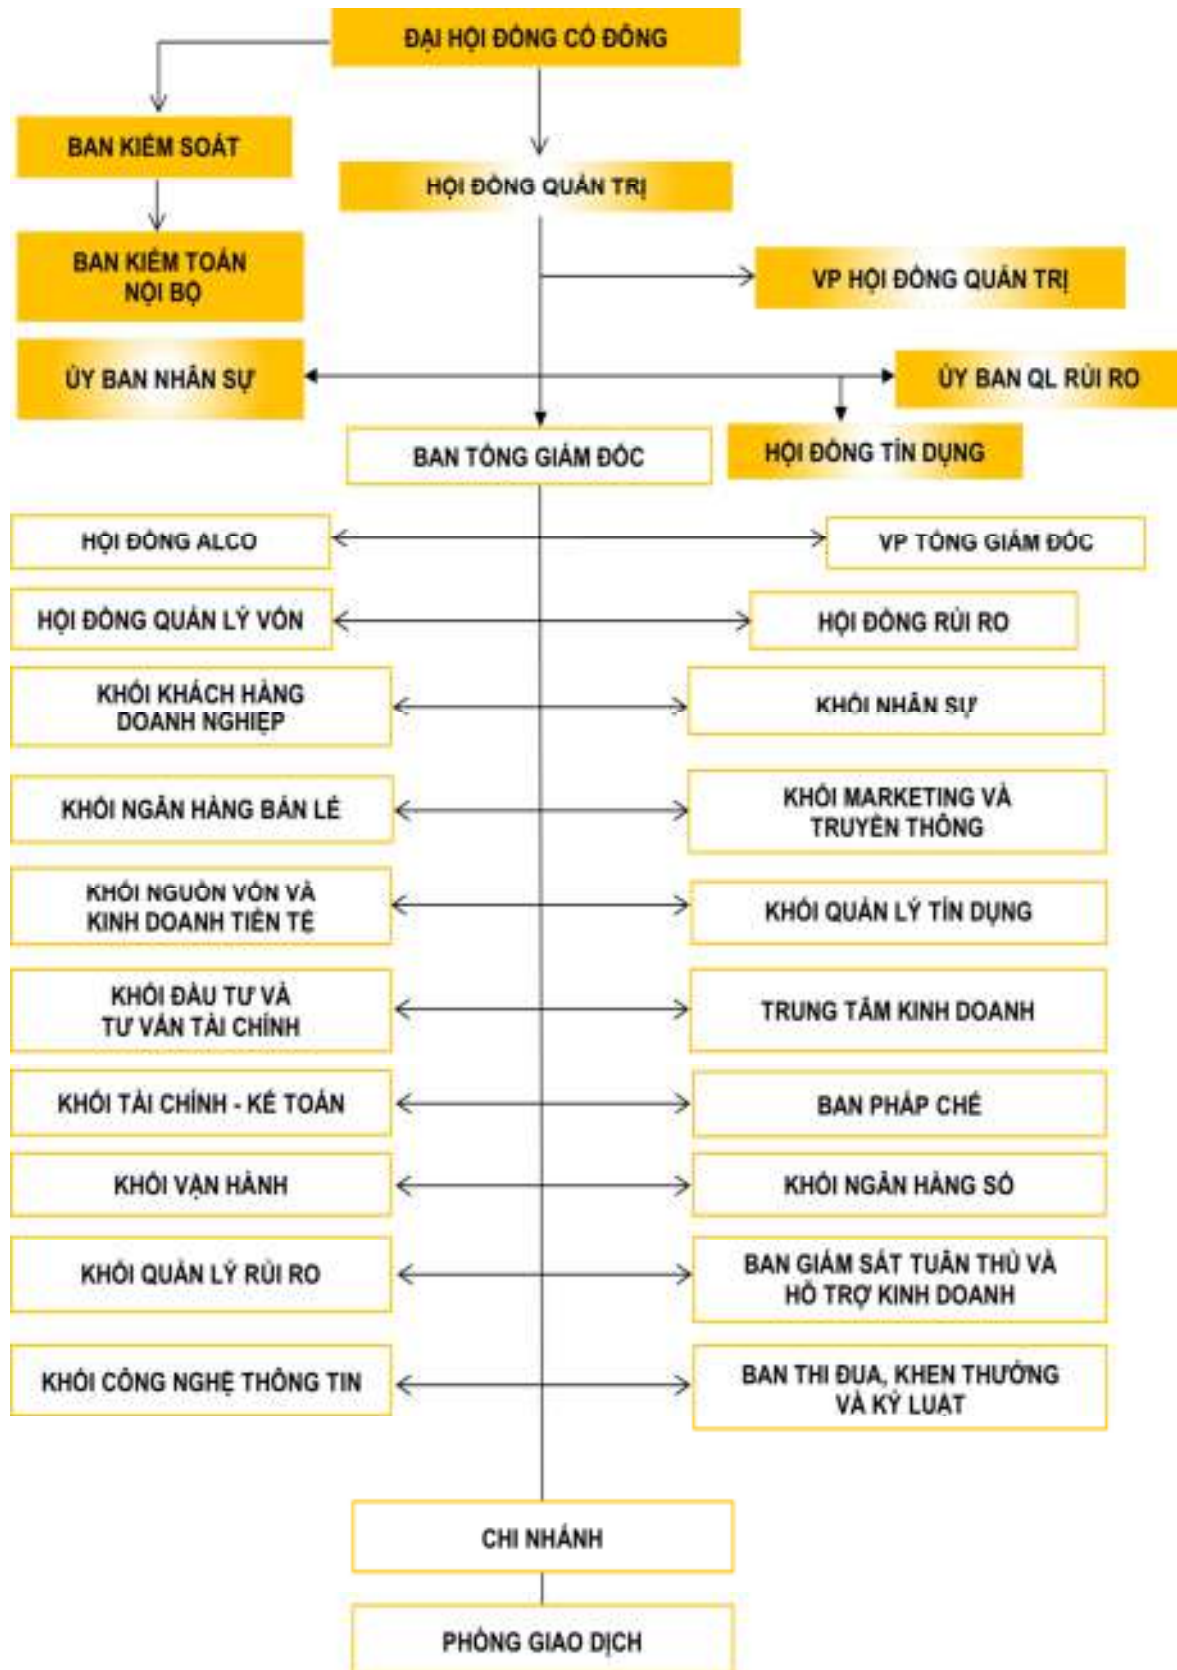 ĐẠI HỘI ĐỒNG CỔ ĐÔNG
BAN KIỂM SOÁT
HỘI ĐỒNG QUẢN TRỊ
BAN KIỂM TOÁN
NỘI BỘ
VP HỘI ĐỒNG QUẢN TRỊ
ỦY BAN NHÂN SỰ
ỦY BAN QL RỦI RO
BAN TỔNG GIÁM ĐỐC
HỘI ĐỒNG TÍN DỤNG
HỘI ĐỒNG ALCO
VP TỔNG GIÁM ĐỐC
HỘI ĐỒNG QUẢN LÝ VỐN
HỘI ĐỒNG RỦI RO
KHỐI KHÁCH HÀNG
DOANH NGHIỆP
KHỐI NHÂN SỰ
KHỐI NGÂN HÀNG BÁN LẺ
KHỐI MARKETING VÀ
TRUYỀN THÔNG
KHỐI NGUỒN VỐN VÀ
KINH DOANH TIỀN TỆ
KHỐI QUẢN LÝ TÍN DỤNG
KHỐI ĐẦU TƯ VÀ
TƯ VẤN TÀI CHÍNH
TRUNG TÂM KINH DOANH
KHỐI TÀI CHÍNH - KẾ TOÁN
BAN PHÁP CHẾ
KHỐI VẬN HÀNH
KHỐI NGÂN HÀNG SỐ
KHỐI QUẢN LÝ RỦI RO
BAN GIÁM SÁT TUÂN THỦ VÀ
HỖ TRỢ KINH DOANH
KHỐI CÔNG NGHỆ THÔNG TIN
BAN THI ĐUA, KHEN THƯỞNG
VÀ KỶ LUẬT
CHI NHÁNH
PHÒNG GIAO DỊCH